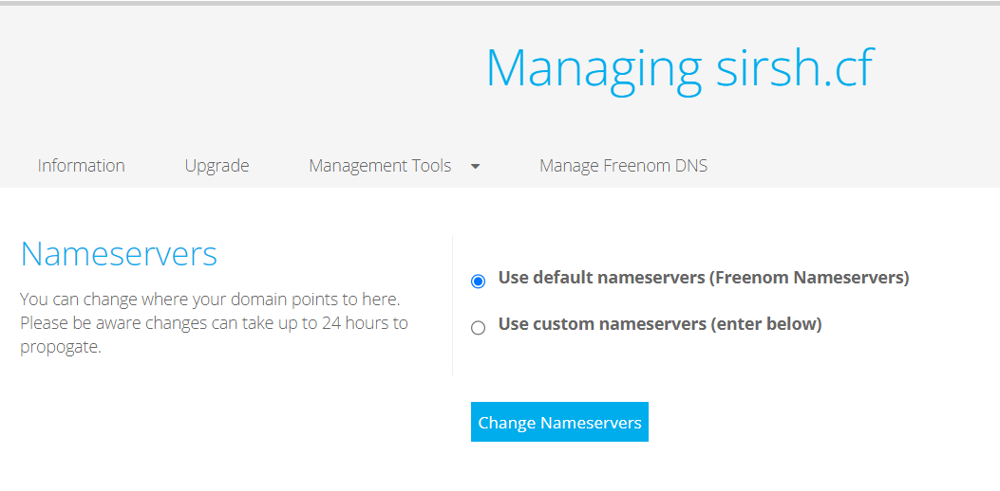 Managing sirsh.cf
Information Upgrade Management Tools Manage Freenom DNS
Nameservers
You can change where your domain points to here.
Please be aware changes can take up to 24 hours to
propogate.
Use default nameservers (Freenom Nameservers)
Use custom nameservers (enter below)
Change Nameservers